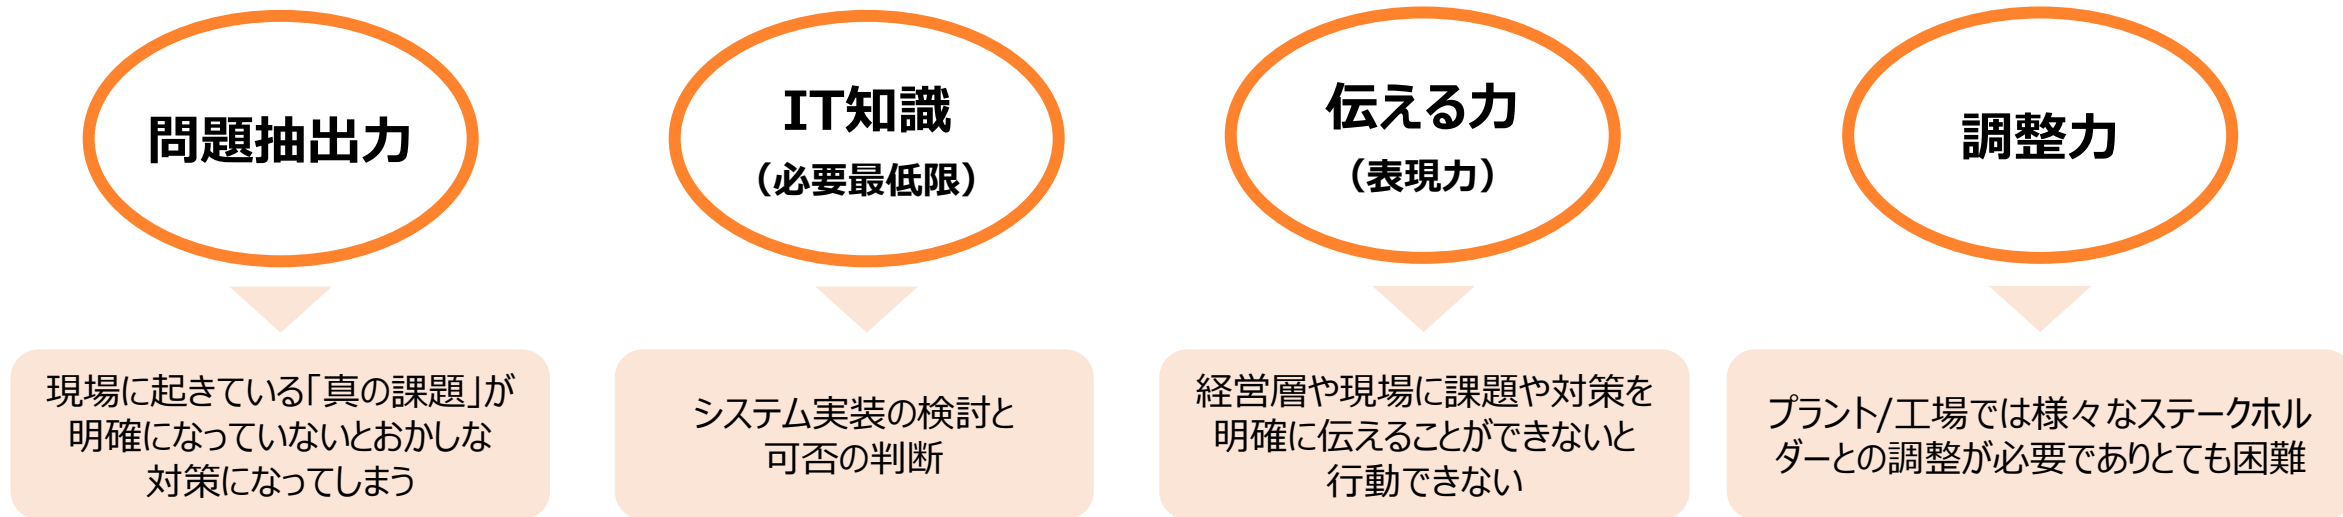 問題抽出力
現場に起きている「真の課題」が
明確になっていないとおかしな
対策になってしまう
IT知識
（必要最低限）
システム実装の検討と
可否の判断
伝える力
（表現力）
経営層や現場に課題や対策を
明確に伝えることができないと
行動できない
調整力
プラント/工場では様々なステークホル
ダーとの調整が必要でありとても困難